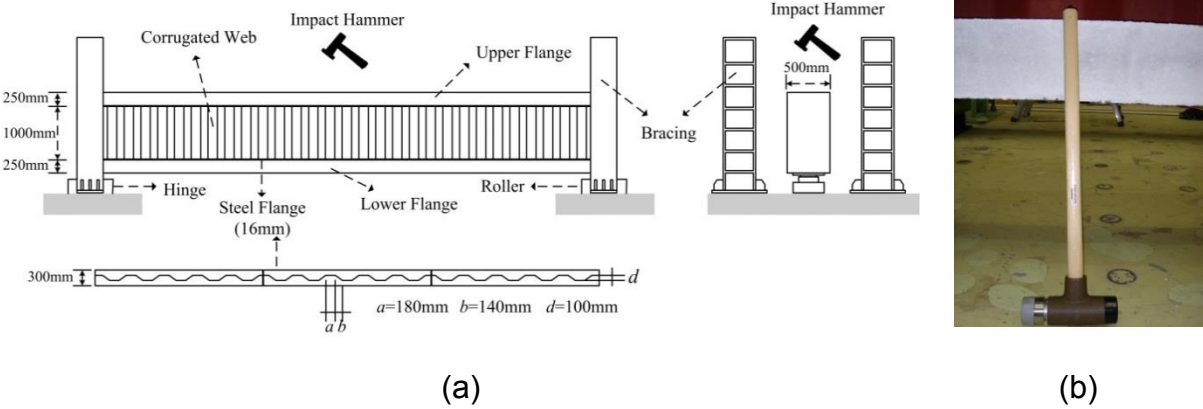 Impact Hammer
Corrugated Web
Upper Flange
250mm
1000mm
250mm
Hinge
Roller
Steel Flange
(16mm)
Lower Flange
Bracing
Impact Hammer
500mm
300mm
d
a=180mm b=140mm d=100mm
a b
(a)
(b)